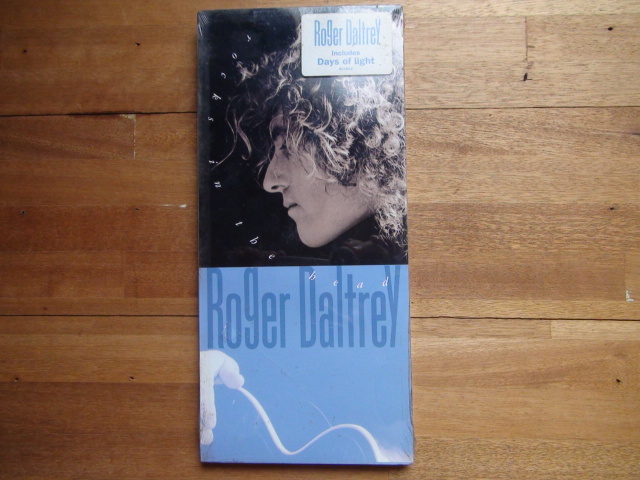 Roger Daltrey
Includes
Days of light
rocks in the head
Roger Daltrey